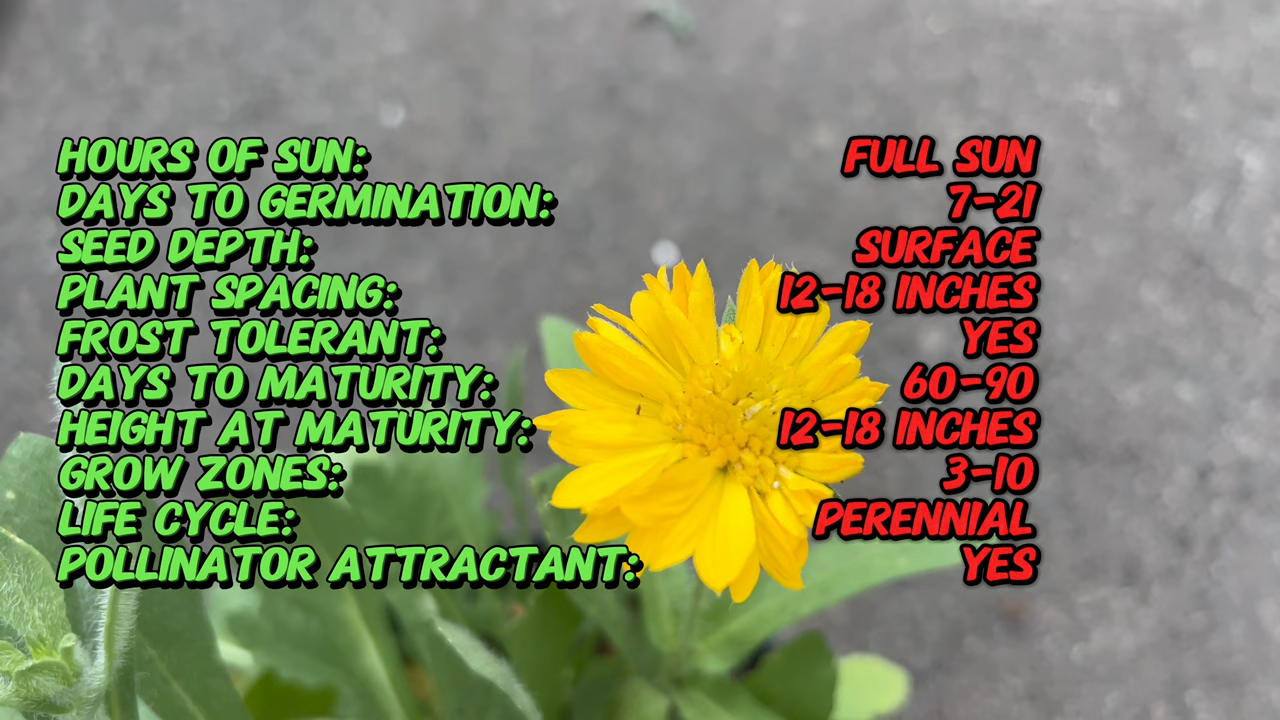 HOURS OF SUN: FULL SUN
DAYS TO GERMINATION: 7-21
SEED DEPTH: SURFACE
PLANT SPACING: 12-18 INCHES
FROST TOLERANT: YES
DAYS TO MATURITY: 60-90
HEIGHT AT MATURITY: 12-18 INCHES
GROW ZONES: 3-10
LIFE CYCLE: PERENNIAL
POLLINATOR ATTRACTANT: YES